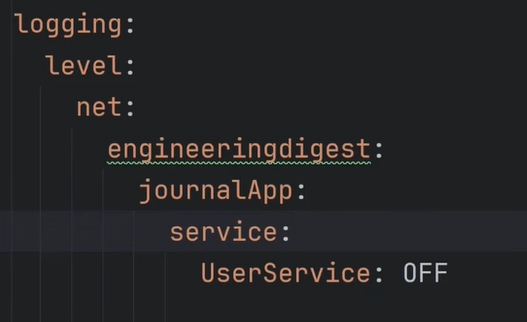 logging:
  level:
    net:
      engineeringdigest:
        journalApp:
          service:
            UserService: OFF